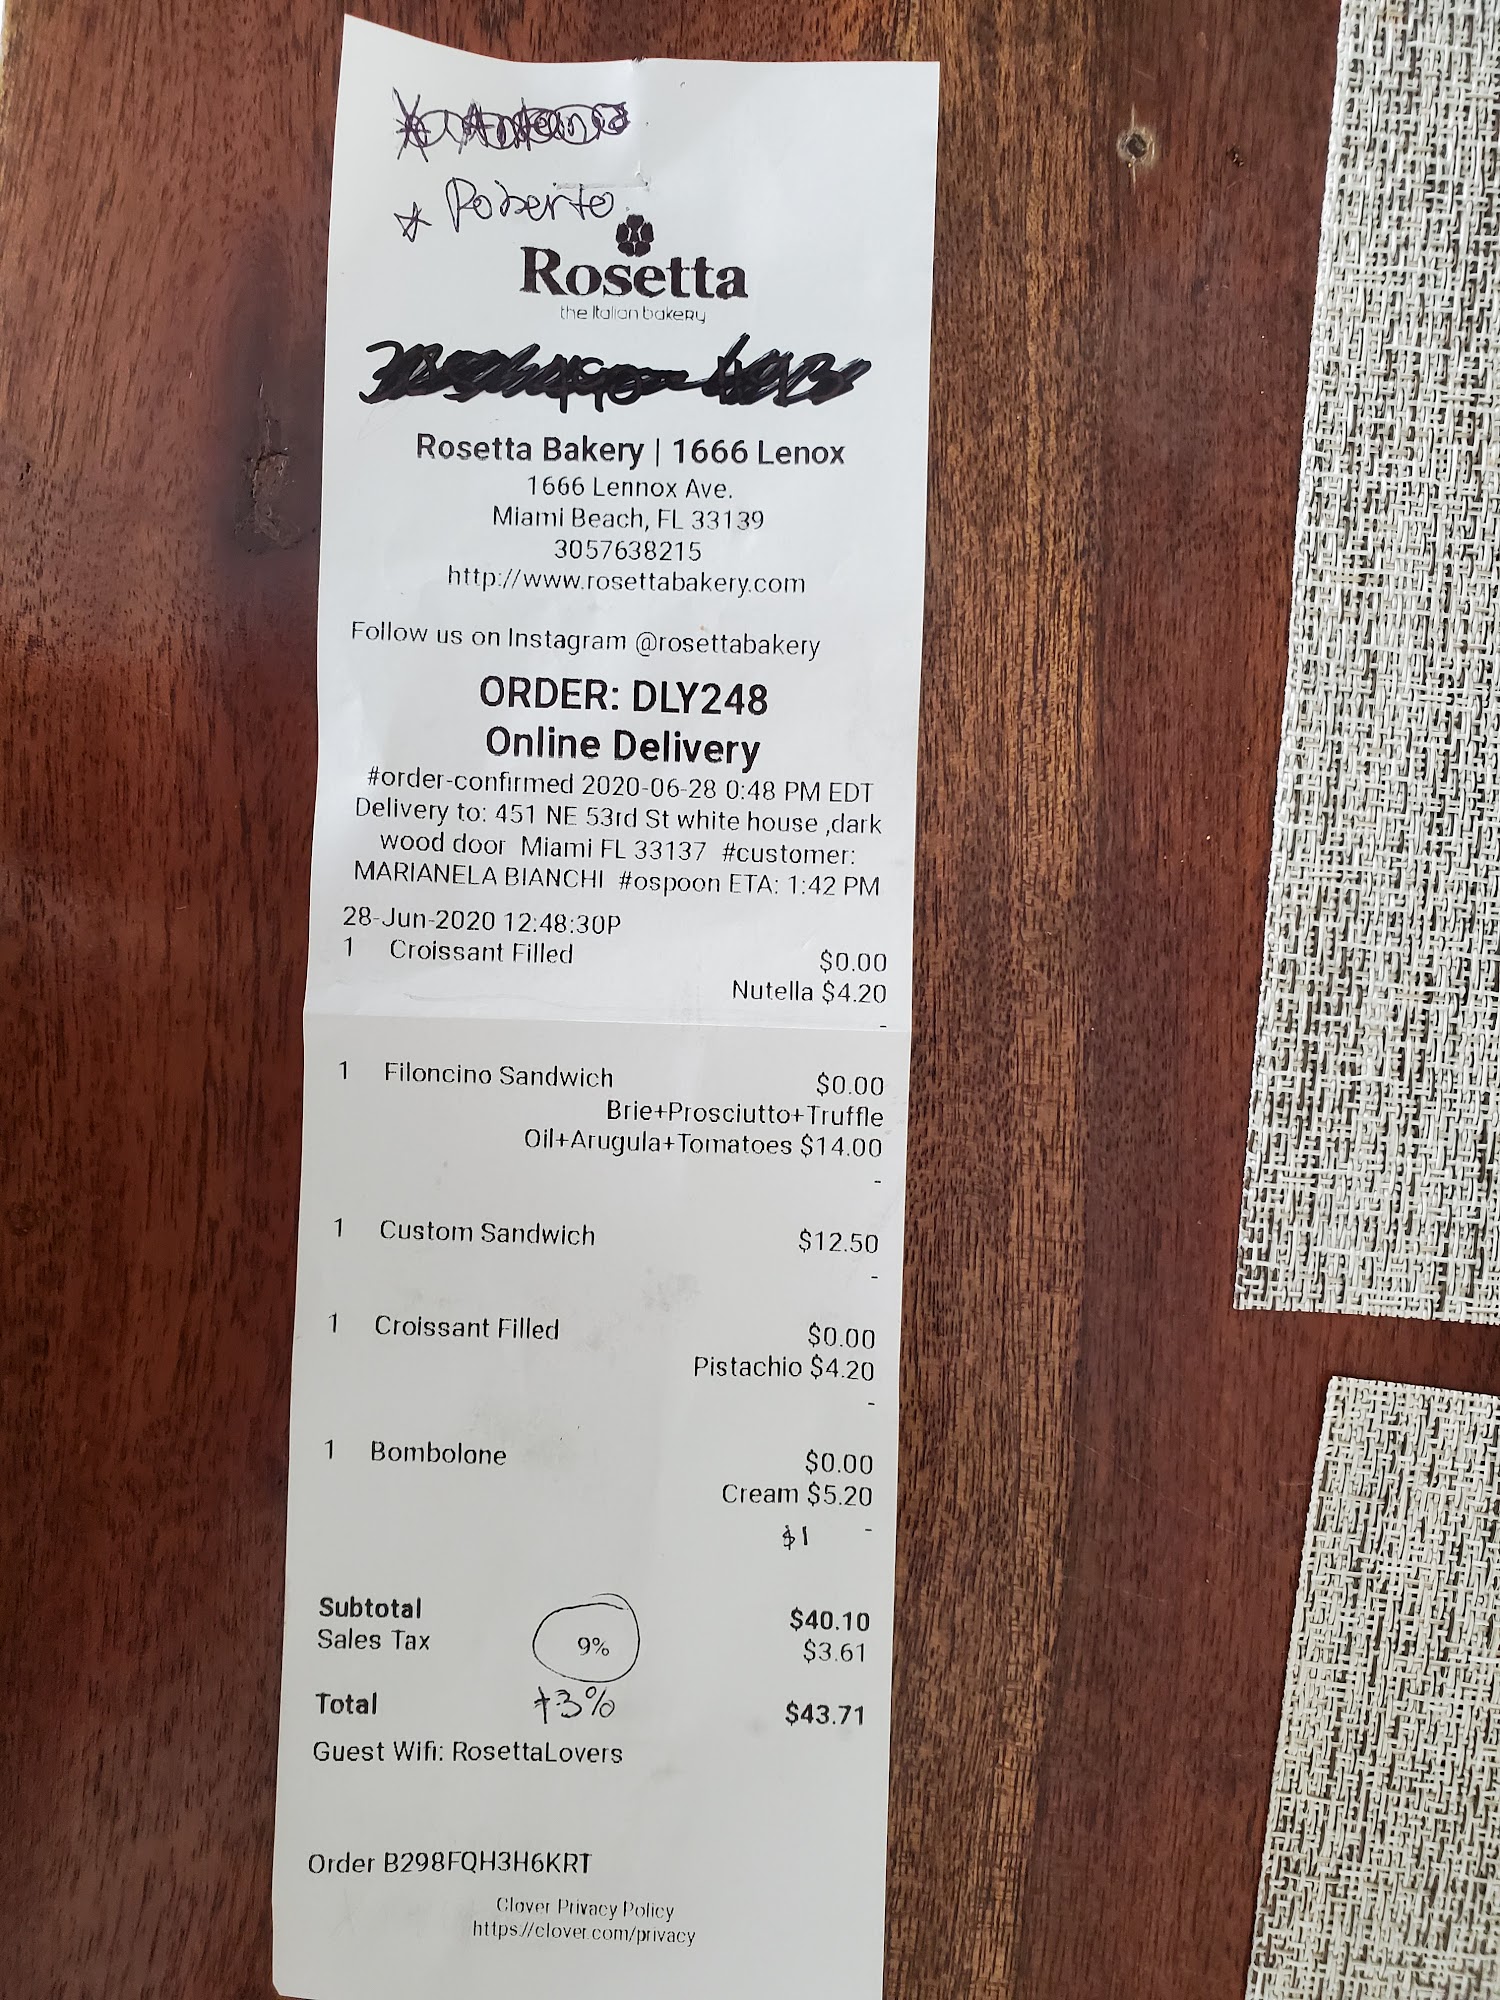 ☆ Roberto
Rosetta
the Italian bakery
Rosetta Bakery | 1666 Lenox
1666 Lennox Ave.
Miami Beach, FL 33139
3057638215
http://www.rosettabakery.com
Follow us on Instagram @rosettabakery
ORDER: DLY248
Online Delivery
#order-confirmed 2020-06-28 0:48 PM EDT
Delivery to: 451 NE 53rd St white house ,dark
wood door Miami FL 33137 #customer:
MARIANELA BIANCHI #ospoon ETA: 1:42 PM
28-Jun-2020 12:48:30P
1 Croissant Filled $0.00
Nutella $4.20
-
1 Filoncino Sandwich $0.00
Brie+Prosciutto+Truffle
Oil+Arugula+Tomatoes $14.00
-
1 Custom Sandwich $12.50
-
1 Croissant Filled $0.00
Pistachio $4.20
-
1 Bombolone $0.00
Cream $5.20
$1 -
Subtotal $40.10
Sales Tax 9% $3.61
Total +3% $43.71
Guest Wifi: RosettaLovers
Order B298FQH3H6KRT
Clover Privacy Policy
https://clover.com/privacy